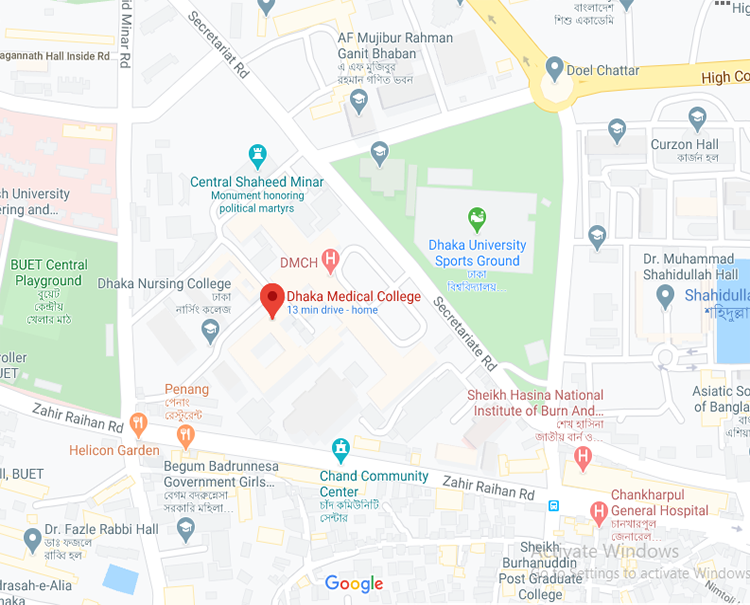 বাংলাদেশ
শিশু একাডেমি
Secretariat Rd
id Minar Rd
AF Mujibur Rahman
Ganit Bhaban
এ এফ মুজিবুর
রহমান গণিত ভবন
agannath Hall Inside Rd
Doel Chattar
High Co
Curzon Hall
কার্জন হল
Central Shaheed Minar
Monument honoring
political martyrs
sh University
ering and...
Dhaka University
Sports Ground
ঢাকা
বিশ্ববিদ্যালয়...
DMCH
H
Dr. Muhammad
Shahidullah Hall
BUET Central
Playground
বুয়েট
কেন্দ্রীয়
খেলার মাঠ
Dhaka Nursing College
ঢাকা
নার্সিং কলেজ
Dhaka Medical College
13 min drive - home
Shahidull
শহিদুল্লা
Secretariate Rd
roller
UET
Penang
পেনাং
রেস্টুরেন্ট
Sheikh Hasina National
Institute of Burn And...
শেখ হাসিনা
জাতীয় বার্ন ও...
H
Asiatic So
of Bangla
বাং
এশিয়
Zahir Raihan Rd
Helicon Garden
Begum Badrunnesa
Government Girls...
বেগম বদরুন্নেসা
সরকারি মহিলা...
Chand Community
Center
চাঁদ কমিউনিটি
সেন্টার
Zahir Raihan Rd
ll, BUET
Chankharpul
General Hospital
চানখারপুল
জেনারেল...
H
Dr. Fazle Rabbi Hall
ডাঃ ফজলে
রাব্বি হল
Sheikh
Burhanuddin
Post Graduate
College
Activate Windows
Go to Settings to activate Windows
drasah-e-Alia
haka
Google
Nimtoli